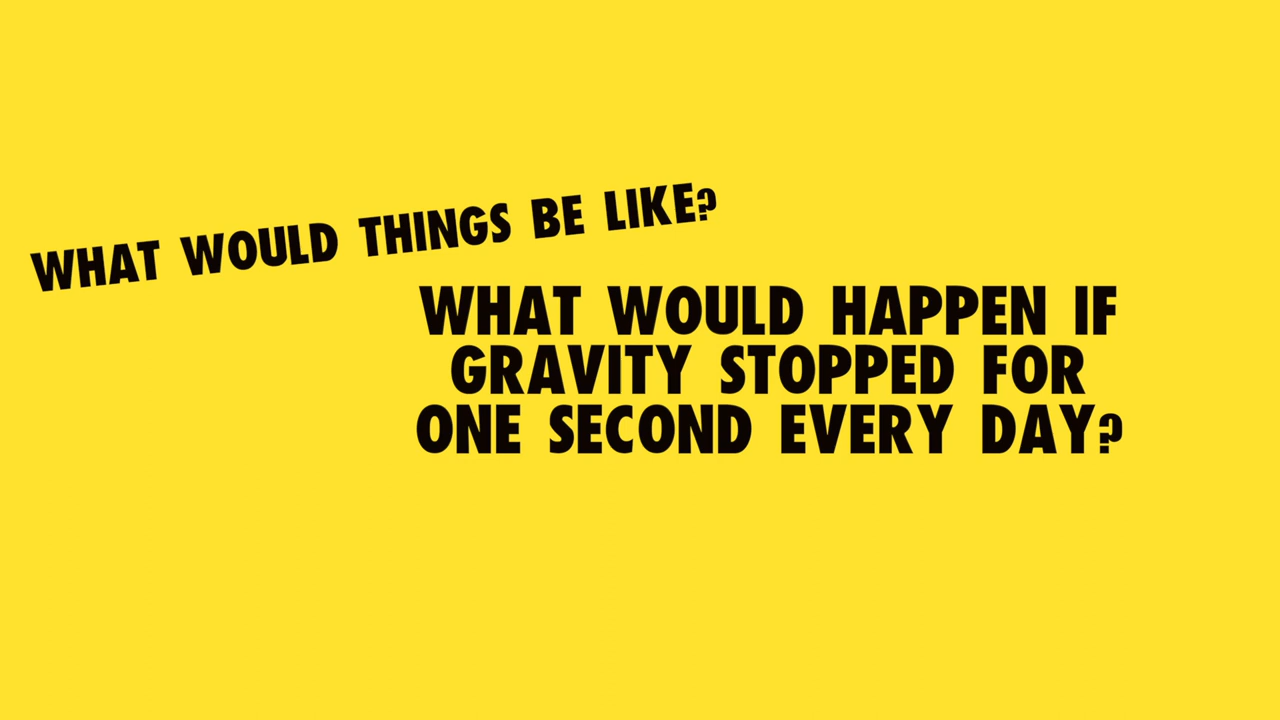 WHAT WOULD THINGS BE LIKE?
WHAT WOULD HAPPEN IF
GRAVITY STOPPED FOR
ONE SECOND EVERY DAY?